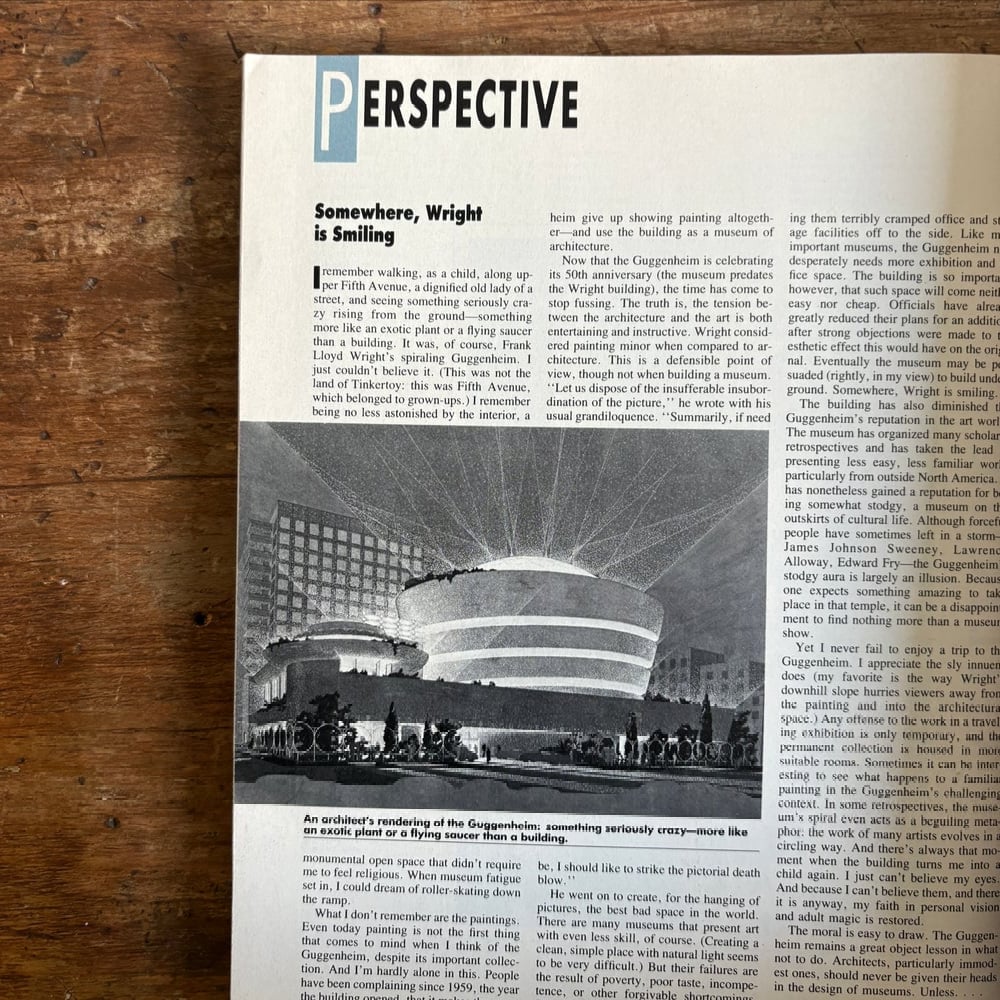 PERSPECTIVE
Somewhere, Wright
is Smiling
I remember walking, as a child, along up-
per Fifth Avenue, a dignified old lady of a
street, and seeing something seriously cra-
zy rising from the ground—something
more like an exotic plant or a flying saucer
than a building. It was, of course, Frank
Lloyd Wright's spiraling Guggenheim. I
just couldn't believe it. (This was not the
land of Tinkertoy: this was Fifth Avenue,
which belonged to grown-ups.) I remember
being no less astonished by the interior, a
An architect's rendering of the Guggenheim: something seriously crazy—more like
an exotic plant or a flying saucer than a building.
monumental open space that didn't require
me to feel religious. When museum fatigue
set in, I could dream of roller-skating down
the ramp.
What I don't remember are the paintings.
Even today painting is not the first thing
that comes to mind when I think of the
Guggenheim, despite its important collec-
tion. And I'm hardly alone in this. People
have been complaining since 1959, the year
the building opened, that it
heim give up showing painting altogeth-
er—and use the building as a museum of
architecture.
Now that the Guggenheim is celebrating
its 50th anniversary (the museum predates
the Wright building), the time has come to
stop fussing. The truth is, the tension be-
tween the architecture and the art is both
entertaining and instructive. Wright consid-
ered painting minor when compared to ar-
chitecture. This is a defensible point of
view, though not when building a museum.
"Let us dispose of the insufferable insubor-
dination of the picture," he wrote with his
usual grandiloquence. "Summarily, if need
be, I should like to strike the pictorial death
blow."
He went on to create, for the hanging of
pictures, the best bad space in the world.
There are many museums that present art
with even less skill, of course. (Creating a
clean, simple place with natural light seems
to be very difficult.) But their failures are
the result of poverty, poor taste, incompe-
tence, or other forgivable shortcomings.
ing them terribly cramped office and
age facilities off to the side. Like
important museums, the Guggenheim
desperately needs more exhibition and
fice space. The building is so
however, that such space will come
easy nor cheap. Officials have
greatly reduced their plans for an
after strong objections were made to
esthetic effect this would have on the
nal. Eventually the museum may be
suaded (rightly, in my view) to build
ground. Somewhere, Wright is smiling.
The building has also diminished
Guggenheim's reputation in the art
The museum has organized many
retrospectives and has taken the lead
presenting less easy, less familiar
particularly from outside North America.
has nonetheless gained a reputation for
ing somewhat stodgy, a museum on
outskirts of cultural life. Although
people have sometimes left in a storm—
James Johnson Sweeney,
Alloway, Edward Fry—the
stodgy aura is largely an illusion.
one expects something amazing to
place in that temple, it can be a disappoint-
ment to find nothing more than a
show.
Yet I never fail to enjoy a trip to
Guggenheim. I appreciate the sly
does (my favorite is the way Wright's
downhill slope hurries viewers away from
the painting and into the architectural
space.) Any offense to the work in a travel-
ing exhibition is only temporary, and the
permanent collection is housed in more
suitable rooms. Sometimes it can be inter-
esting to see what happens to a familiar
painting in the Guggenheim's challenging
context. In some retrospectives, the muse-
um's spiral even acts as a beguiling meta-
phor: the work of many artists evolves in a
circling way. And there's always that mo-
ment when the building turns me into a
child again. I just can't believe my eyes.
And because I can't believe them, and there
it is anyway, my faith in personal vision
and adult magic is restored.
The moral is easy to draw. The Guggen-
heim remains a great object lesson in what
not to do. Architects, particularly immod-
est ones, should never be given their heads
in the design of museums. Unless. . . .